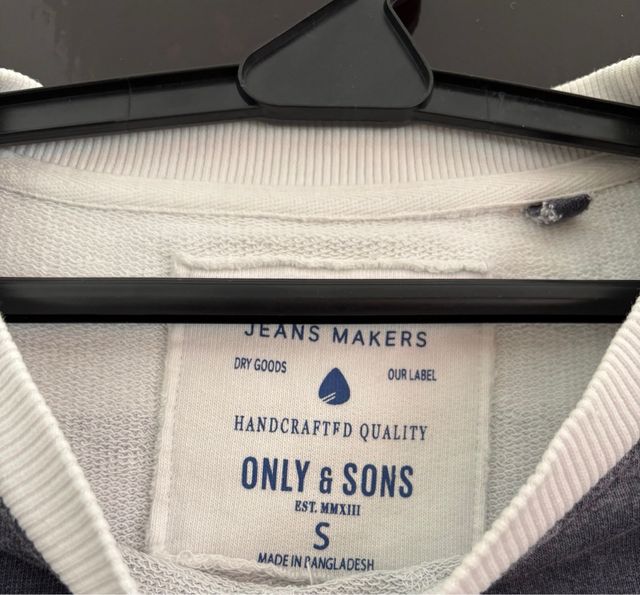 JEANS MAKERS
DRY GOODS OUR LABEL
HANDCRAFTED QUALITY
ONLY & SONS
EST. MMXIII
S
MADE IN BANGLADESH